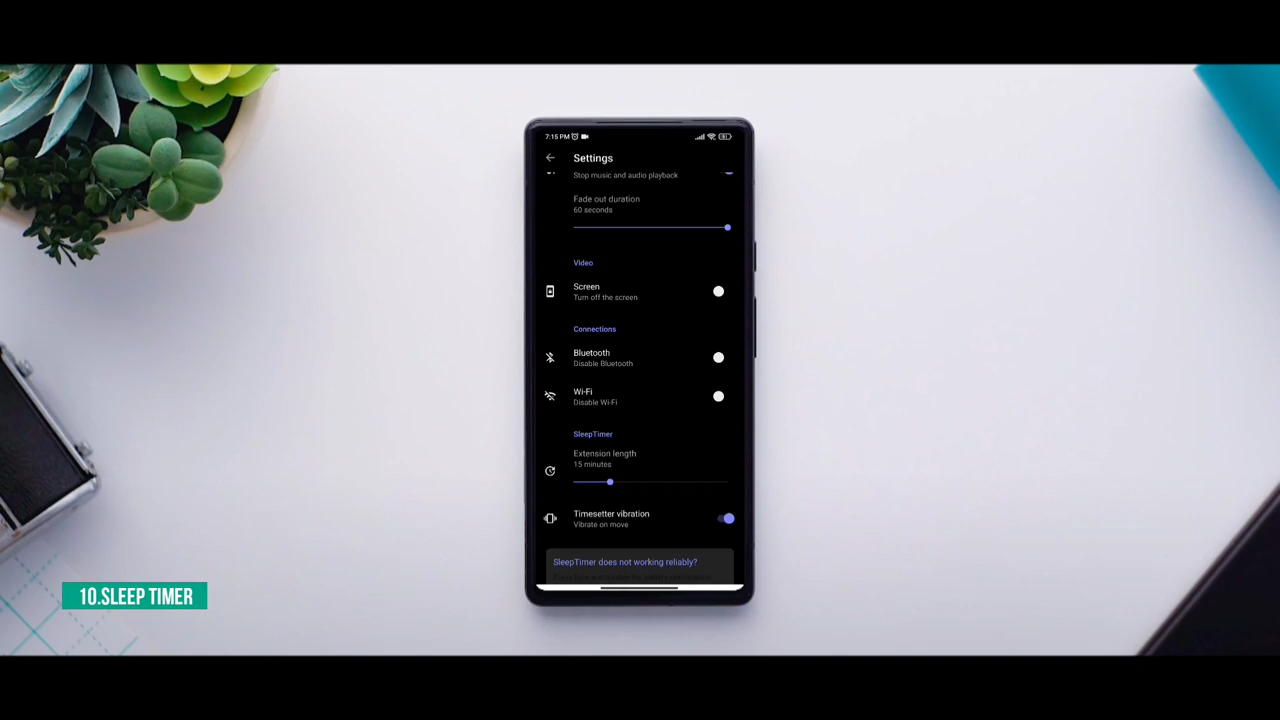 7:15 PM
Settings
Stop music and audio playback
Fade out duration
60 seconds
Video
Screen
Turn off the screen
Connections
Bluetooth
Disable Bluetooth
Wi-Fi
Disable Wi-Fi
SleepTimer
Extension length
15 minutes
Timesetter vibration
Vibrate on move
SleepTimer does not working reliably?
10.SLEEP TIMER